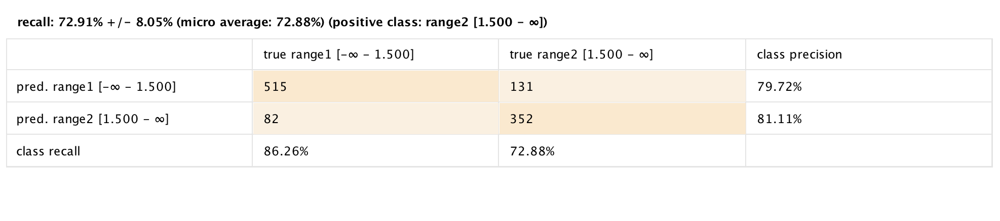 recall: 72.91% +/- 8.05% (micro average: 72.88%) (positive class: range2 [1.500 - ∞])
true range1 [-∞ - 1.500] true range2 [1.500 - ∞] class precision
pred. range1 [-∞ - 1.500] 515 131 79.72%
pred. range2 [1.500 - ∞] 82 352 81.11%
class recall 86.26% 72.88%